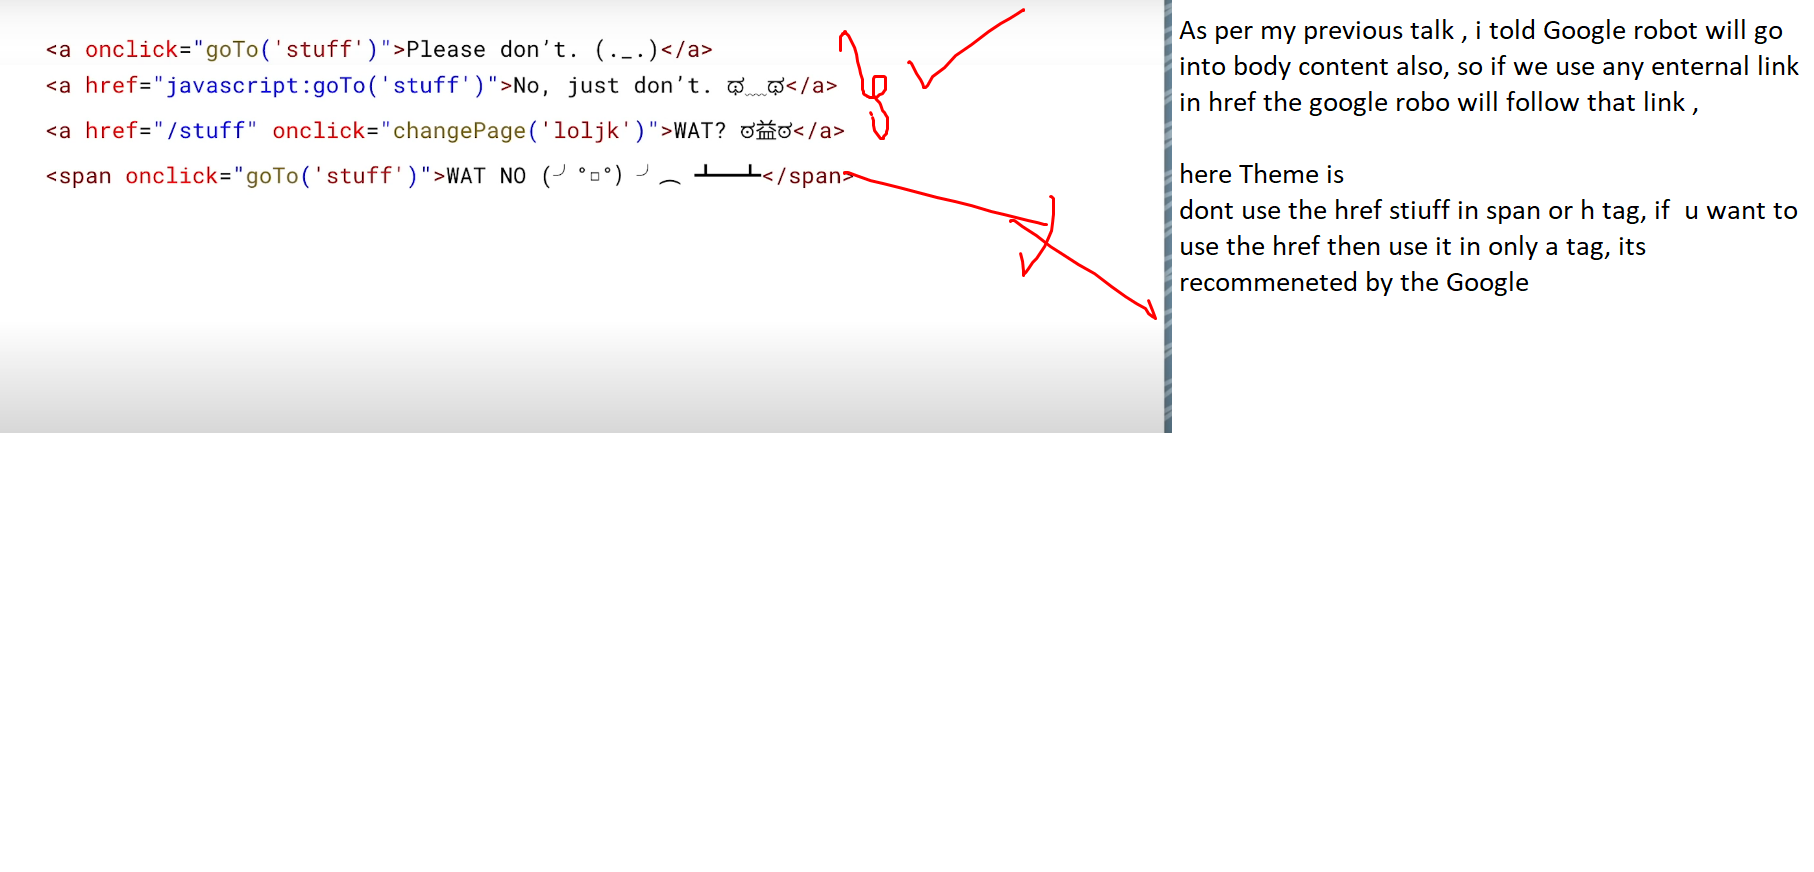 <a onclick="goTo('stuff')">Please don’t. (._.)</a>
<a href="javascript:goTo('stuff')">No, just don’t. ಥ﹏ಥ</a>
<a href="/stuff" onclick="changePage('loljk')">WAT? ಠ益ಠ</a>
<span onclick="goTo('stuff')">WAT NO (╯°□°)╯︵ ┻━┻</span>
As per my previous talk , i told Google robot will go
into body content also, so if we use any enternal link
in href the google robo will follow that link ,
here Theme is
dont use the href stiuff in span or h tag, if  u want to
use the href then use it in only a tag, its
recommeneted by the Google